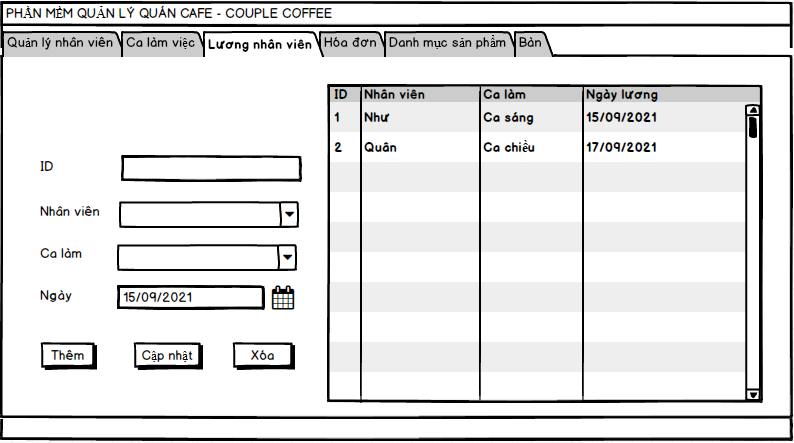 PHẦN MỀM QUẢN LÝ QUÁN CAFE - COUPLE COFFEE
Quản lý nhân viên Ca làm việc Lương nhân viên Hóa đơn Danh mục sản phẩm Bàn
ID Nhân viên Ca làm Ngày lương
1 Như Ca sáng 15/09/2021
2 Quân Ca chiều 17/09/2021
ID
Nhân viên
Ca làm
Ngày 15/09/2021
Thêm Cập nhật Xóa